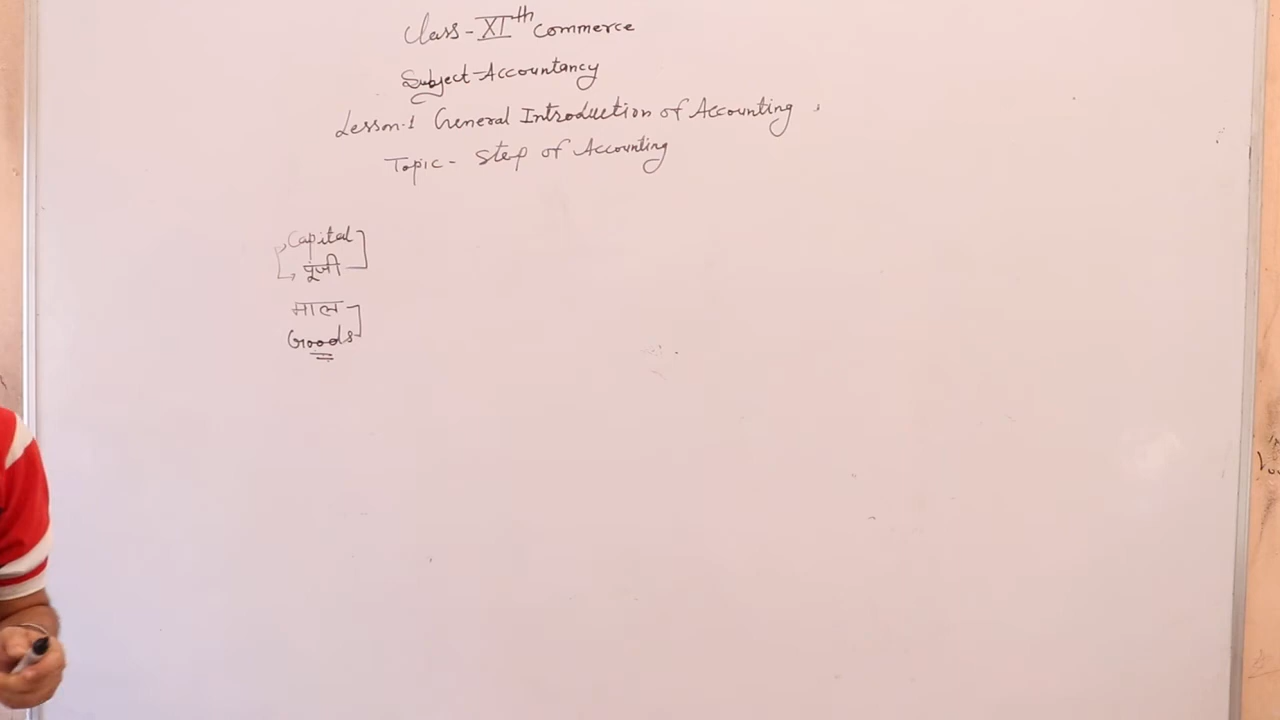 Class - XIth Commerce
Subject - Accountancy
Lesson-1 General Introduction of Accounting
Topic - Step of Accounting
Capital
पूंजी
माल
Goods